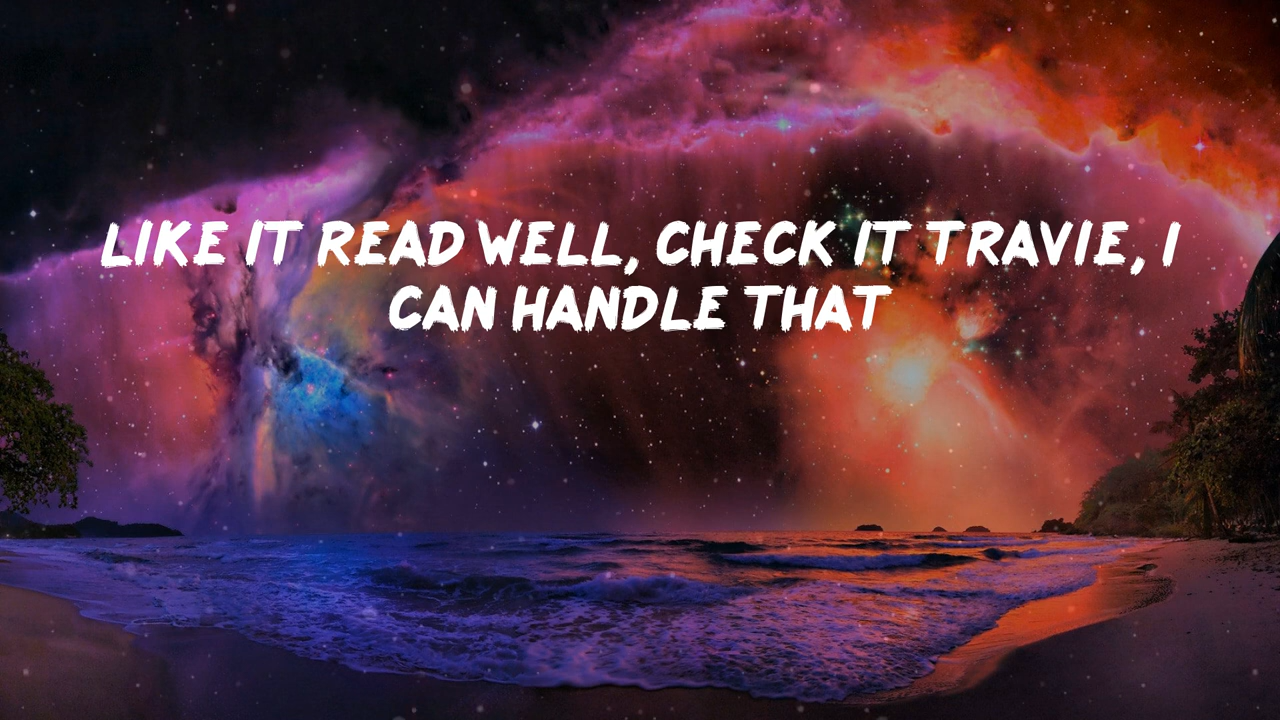 LIKE IT READ WELL, CHECK IT TRAVIE, I
CAN HANDLE THAT